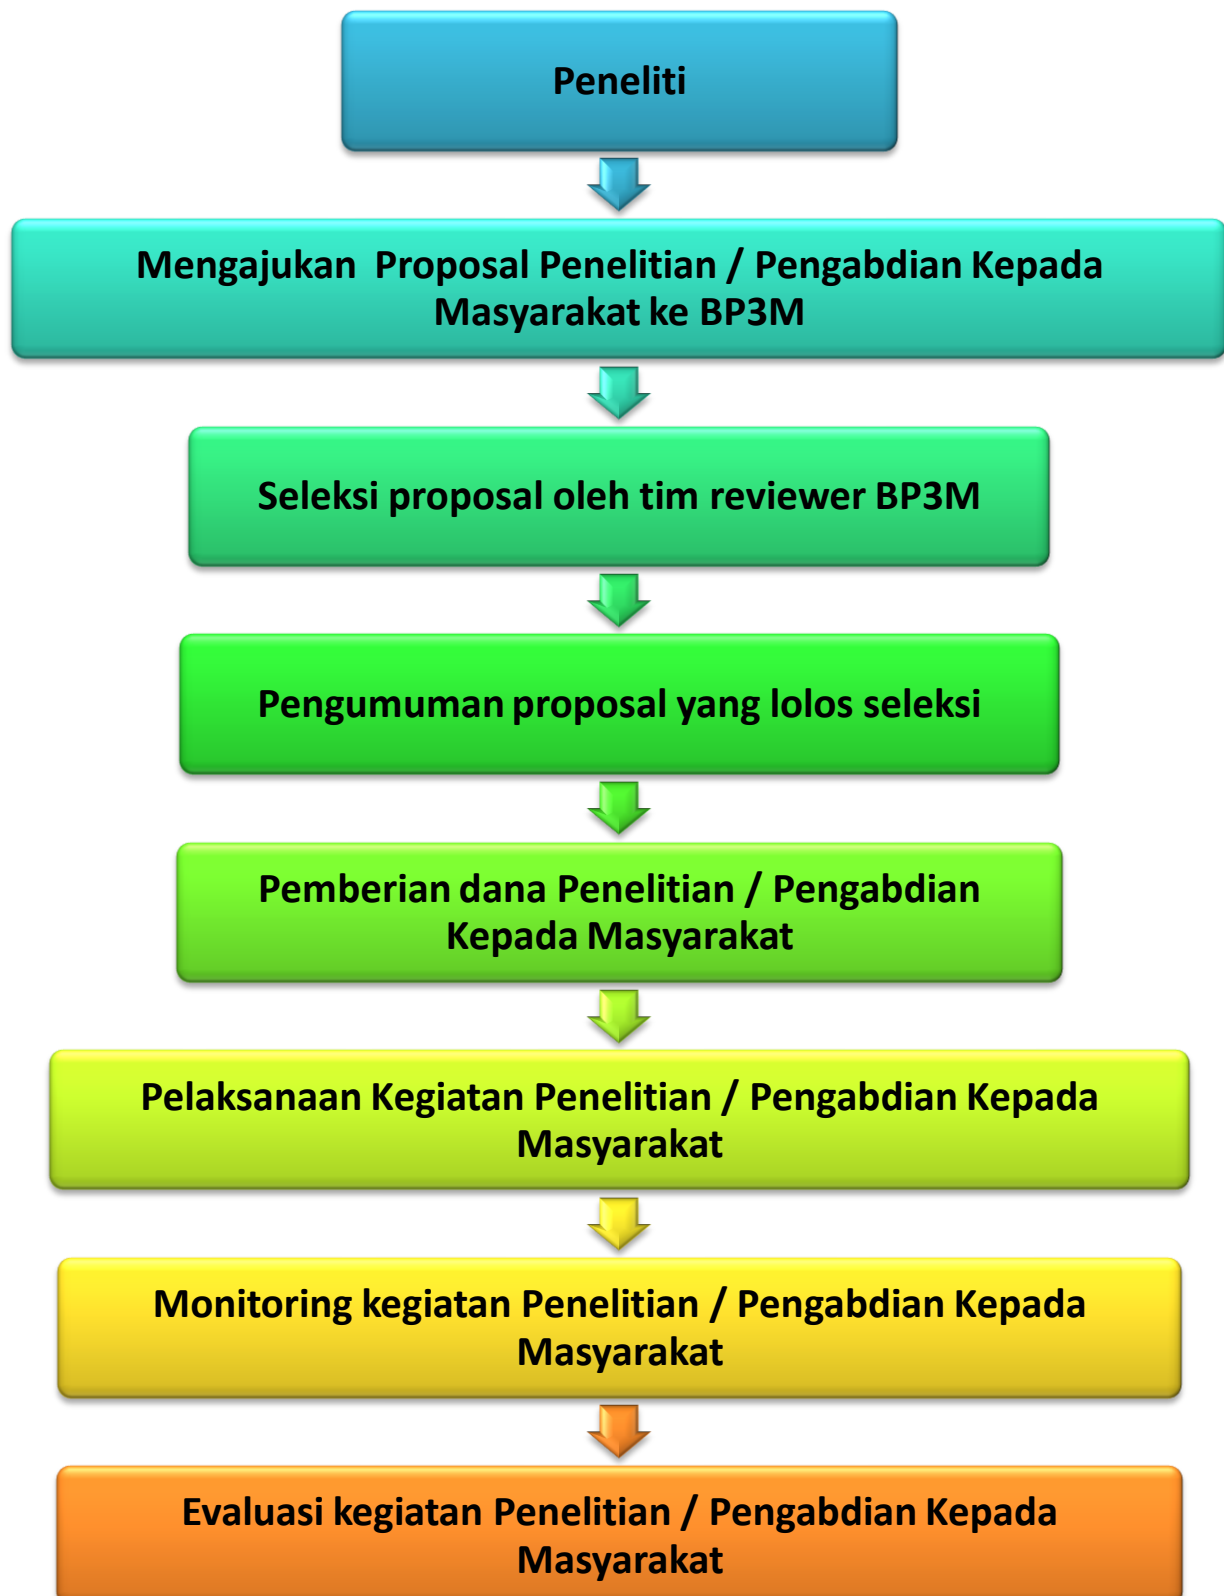 Peneliti
Mengajukan Proposal Penelitian / Pengabdian Kepada
Masyarakat ke BP3M
Seleksi proposal oleh tim reviewer BP3M
Pengumuman proposal yang lolos seleksi
Pemberian dana Penelitian / Pengabdian
Kepada Masyarakat
Pelaksanaan Kegiatan Penelitian / Pengabdian Kepada
Masyarakat
Monitoring kegiatan Penelitian / Pengabdian Kepada
Masyarakat
Evaluasi kegiatan Penelitian / Pengabdian Kepada
Masyarakat